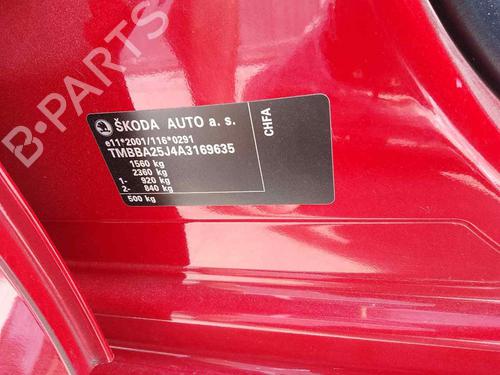 B-PARTS
ŠKODA AUTO a. s.
e11*2001/116*0291
TMBBA25J4A3169635
1560 kg
2360 kg
1- 920 kg
2- 840 kg
500 kg
CHFA